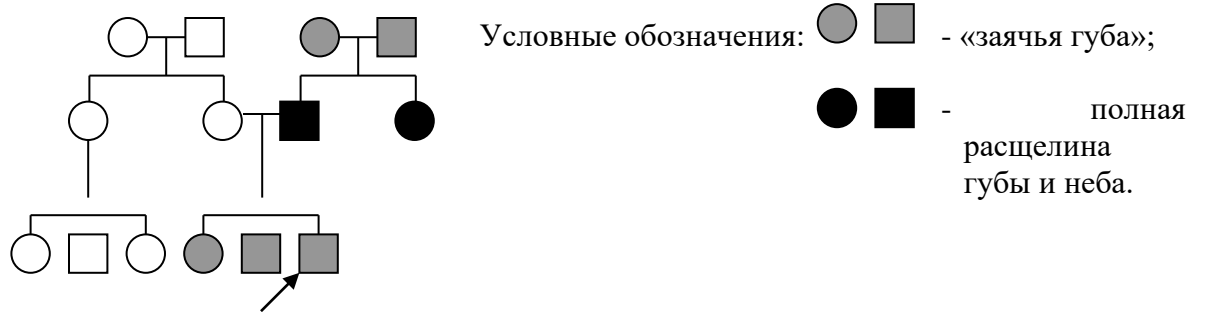 Условные обозначения: - «заячья губа»;
- полная
расщелина
губы и неба.